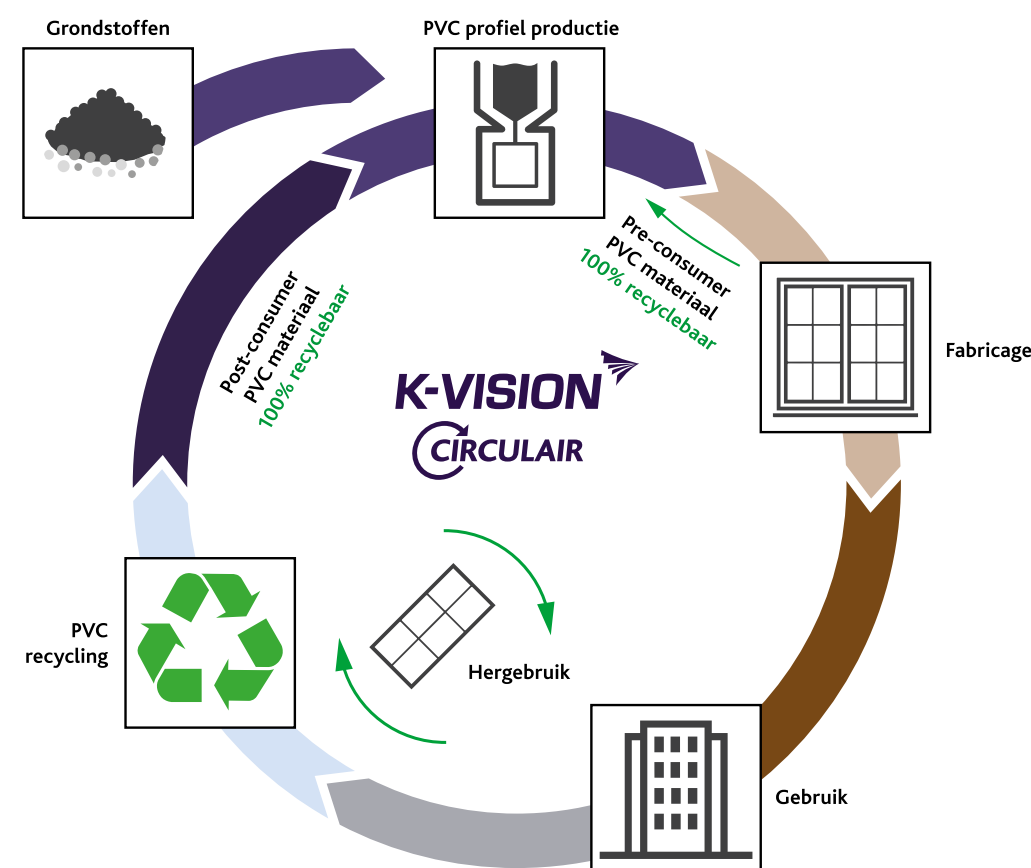 Grondstoffen
PVC profiel productie
Pre-consumer
PVC materiaal
100% recyclebaar
Fabricage
Post-consumer
PVC materiaal
100% recyclebaar
K-VISION
CIRCULAIR
PVC
recycling
Hergebruik
Gebruik